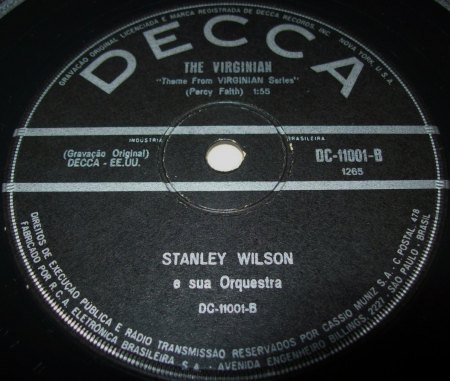 GRAVAÇÃO ORIGINAL LICENCIADA E MARCA REGISTRADA DE DECCA RECORDS, INC. NOVA YORK, U.S.A.
DECCA
THE VIRGINIAN
"Theme From VIRGINIAN Series"
(Percy Faith) 1:55
INDUSTRIA BRASILEIRA
(Gravação Original)
DECCA - EE.UU.
DC-11001-B
1265
STANLEY WILSON
e sua Orquestra
DC-11001-B
DIREITOS DE EXECUÇÃO PÚBLICA E RÁDIO TRANSMISSÃO RESERVADOS POR CASSIO MUNIZ S.A. C. POSTAL 478
FABRICADO POR R.C.A. ELETRÔNICA BRASILEIRA S.A. - AVENIDA ENGENHEIRO BILLINGS, 2227 - SÃO PAULO - BRASIL